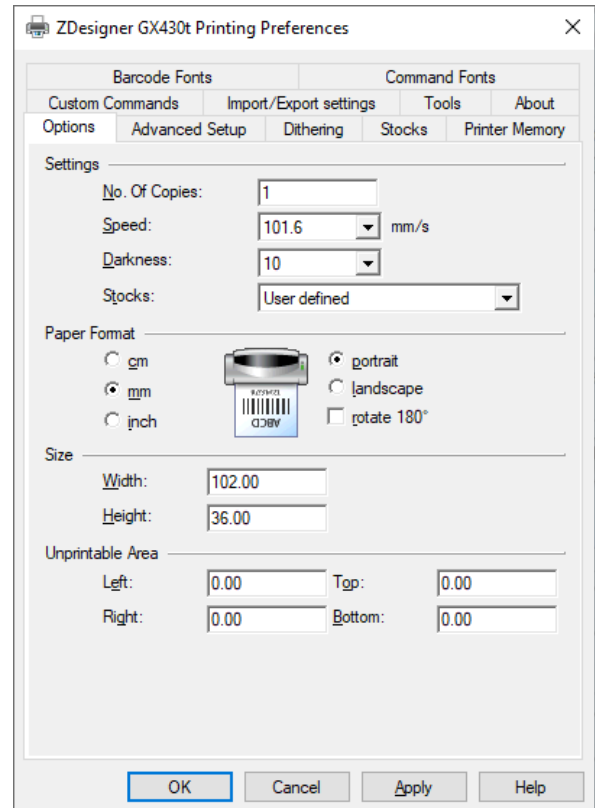 ZDesigner GX430t Printing Preferences
Barcode Fonts Command Fonts
Custom Commands Import/Export settings Tools About
Options Advanced Setup Dithering Stocks Printer Memory
Settings
No. Of Copies: 1
Speed: 101.6 mm/s
Darkness: 10
Stocks: User defined
Paper Format
cm portrait
mm landscape
inch rotate 180°
ABCD
Size
Width: 102.00
Height: 36.00
Unprintable Area
Left: 0.00 Top: 0.00
Right: 0.00 Bottom: 0.00
OK Cancel Apply Help